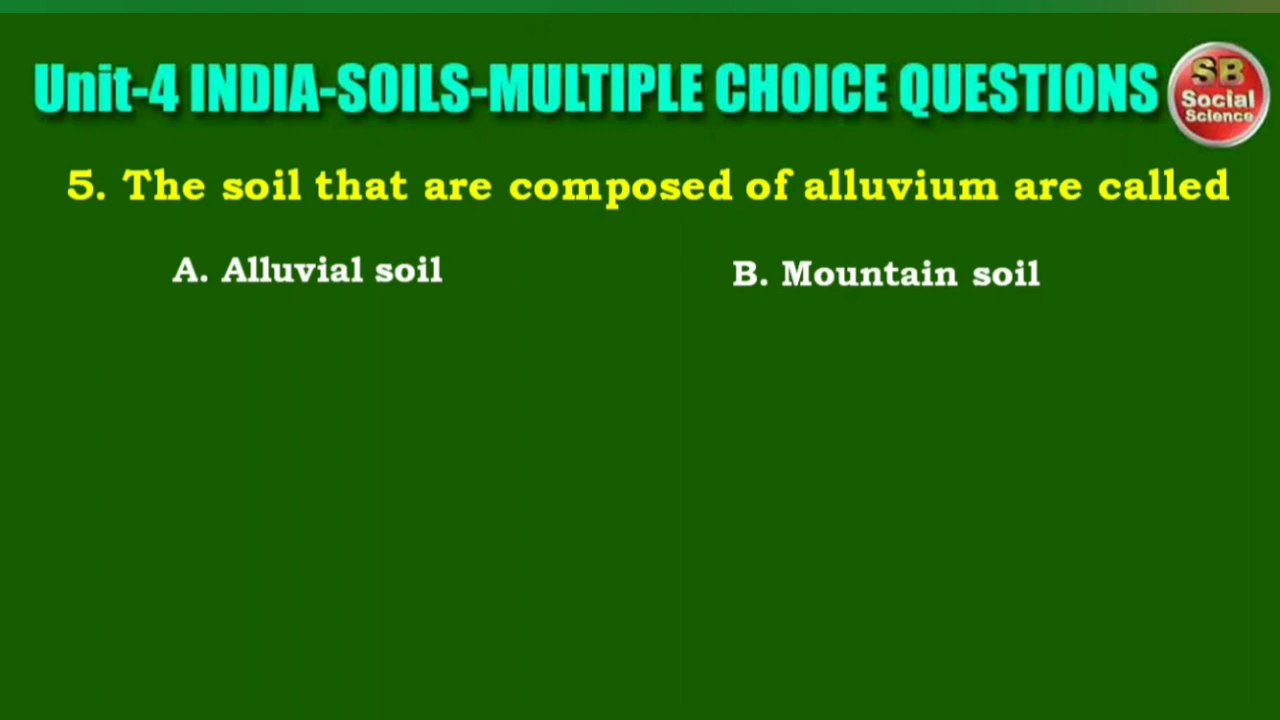 Unit-4 INDIA-SOILS-MULTIPLE CHOICE QUESTIONS
SB
Social
Science
5. The soil that are composed of alluvium are called
A. Alluvial soil
B. Mountain soil